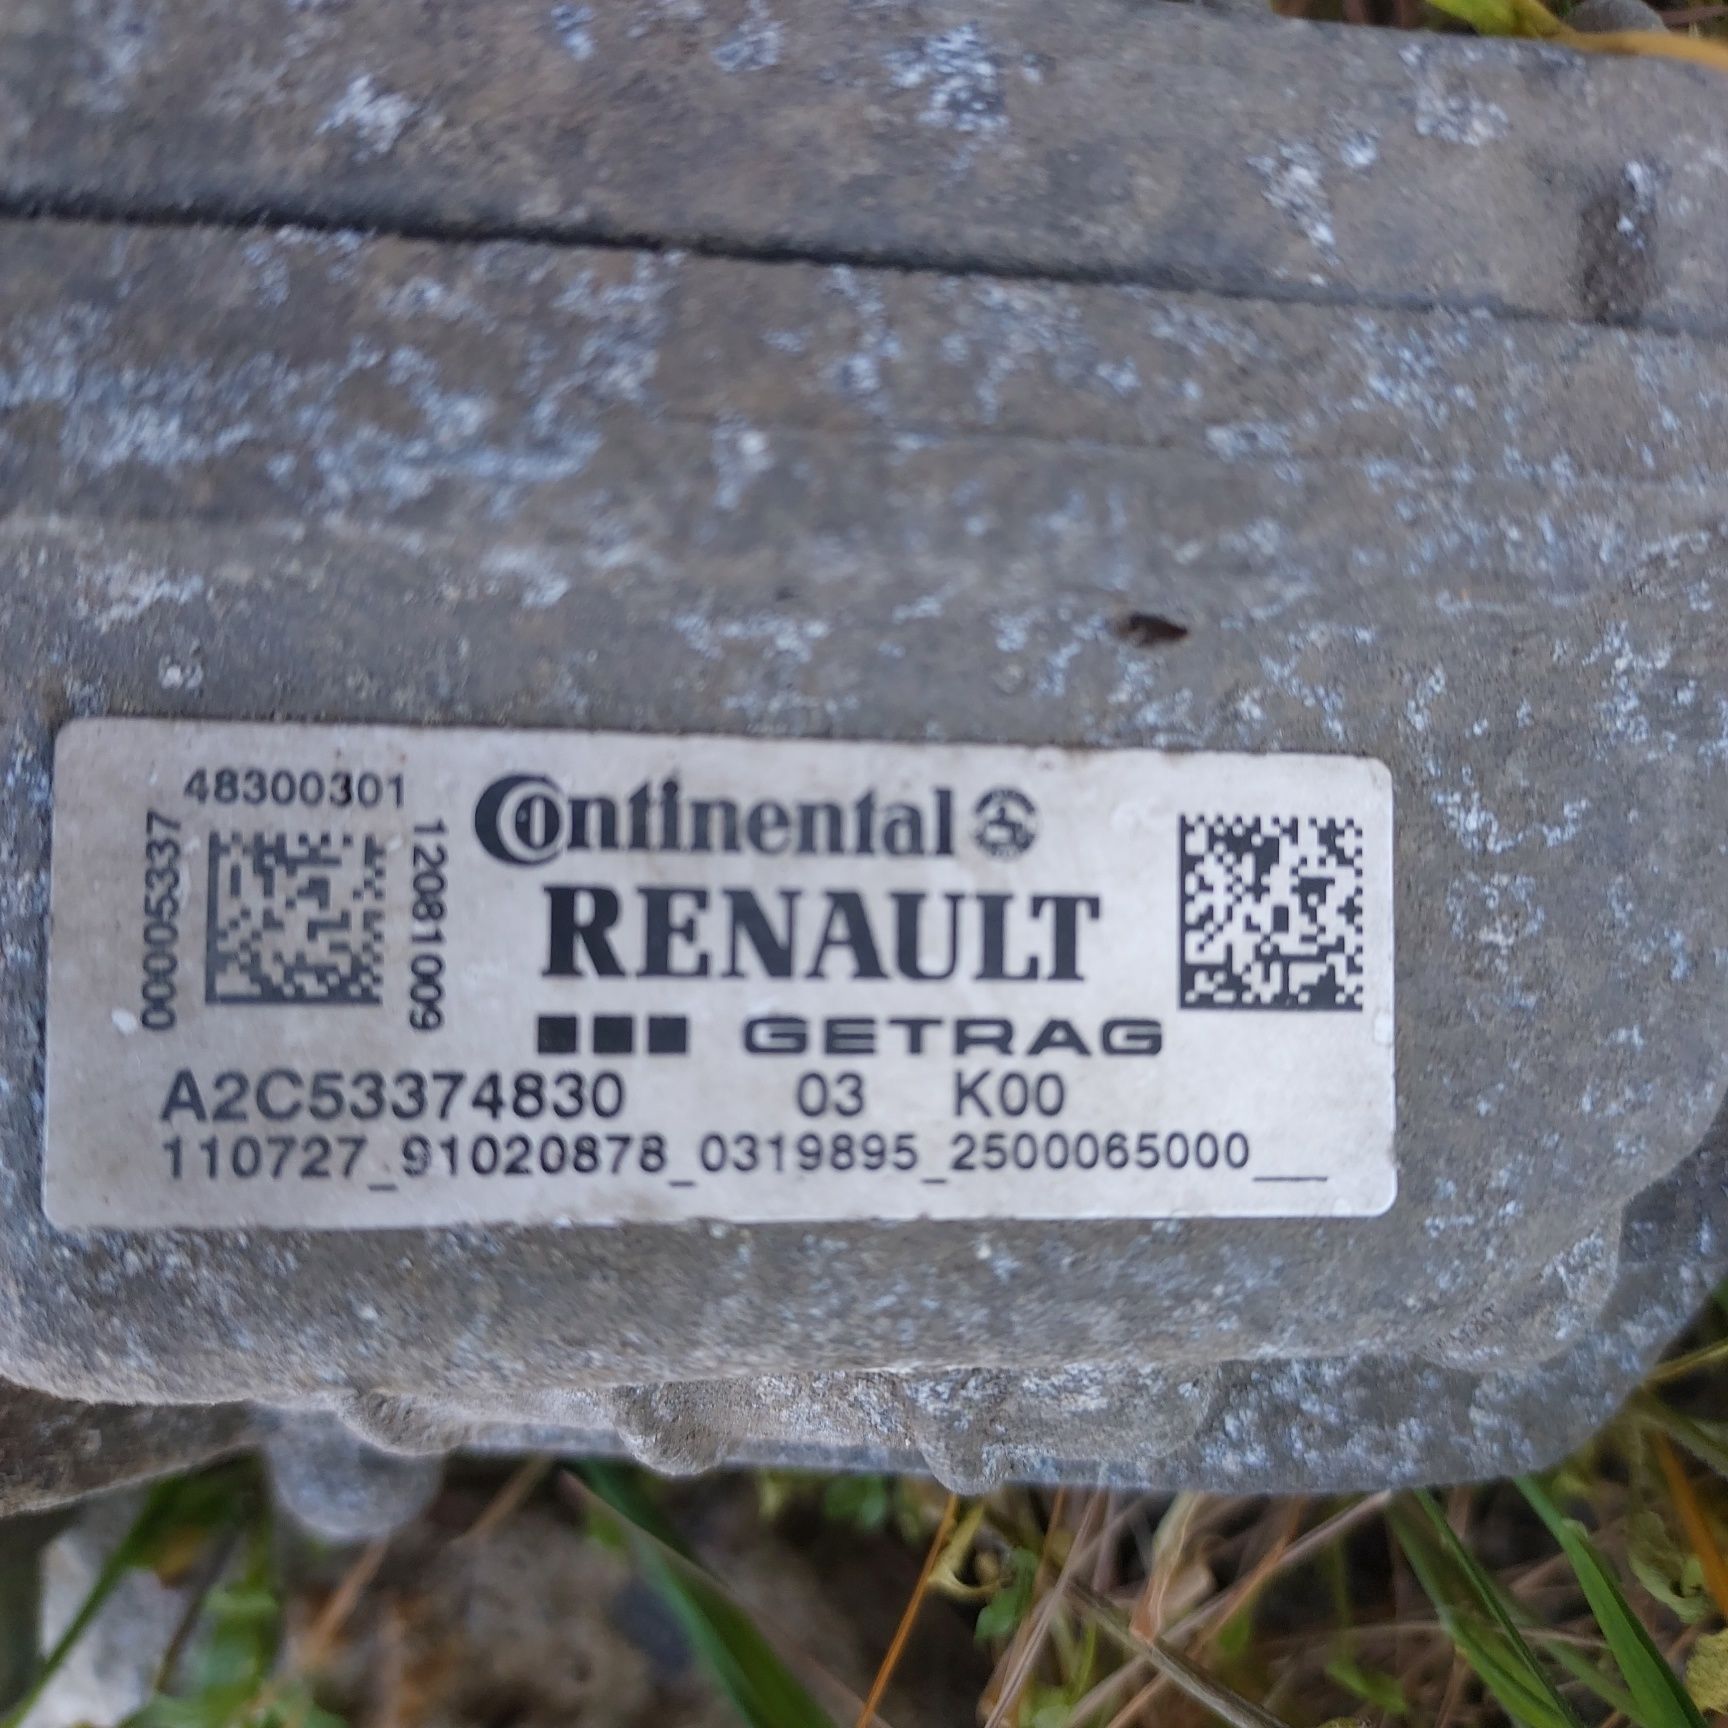 48300301
00005337
12081009
Continental
RENAULT
GETRAG
A2C53374830 03 K00
110727_91020878_0319895_2500065000___